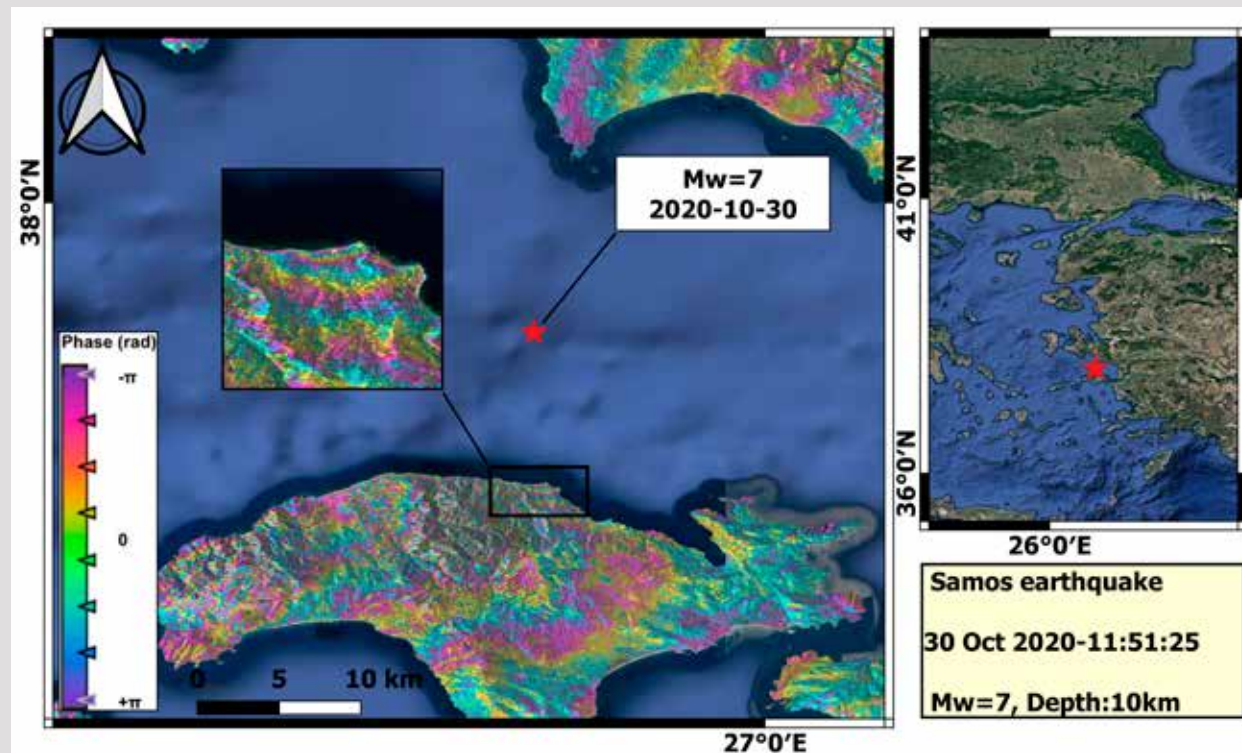 Mw=7
2020-10-30
38°0'N
Phase (rad)
-π
0
+π
0 5 10 km
27°0'E
41°0'N
36°0'N
26°0'E
Samos earthquake
30 Oct 2020-11:51:25
Mw=7, Depth:10km